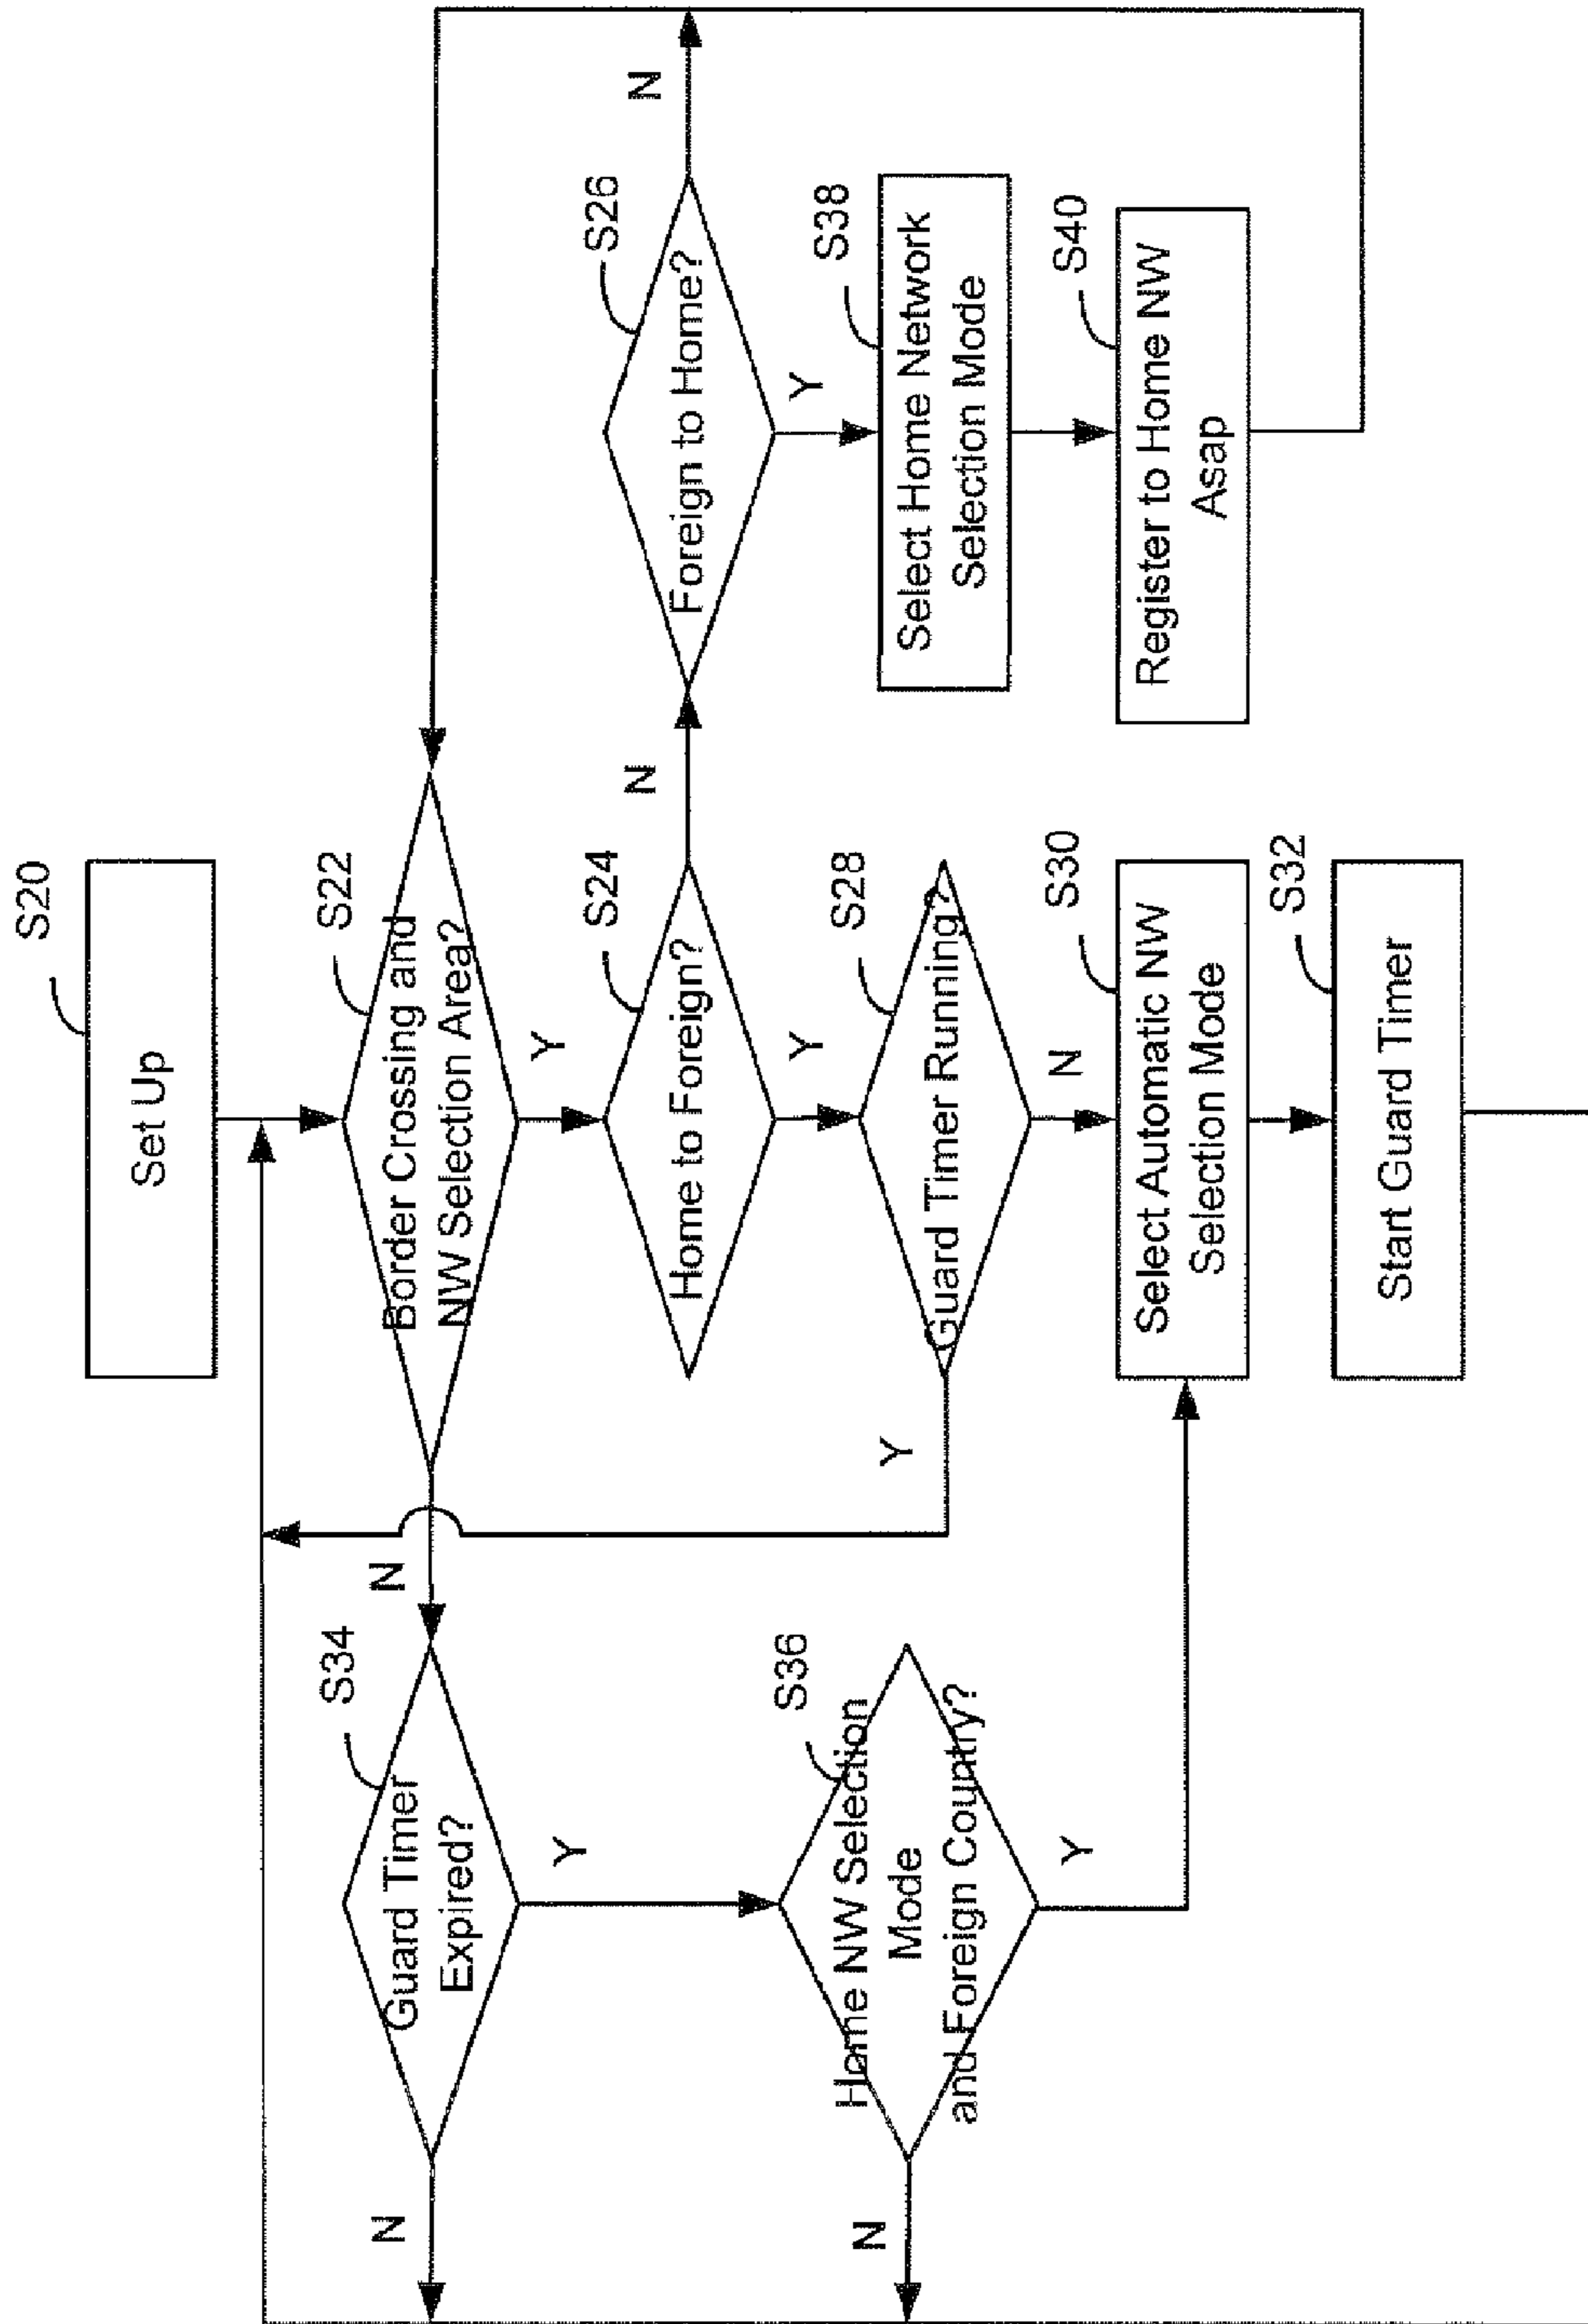 S20
Set Up
S22
Border Crossing and
NW Selection Area?
N
Y
S24
Home to Foreign?
N
Y
S26
Foreign to Home?
N
Y
S38
Select Home Network
Selection Mode
S40
Register to Home NW
Asap
S28
Guard Timer Running?
Y
N
S30
Select Automatic NW
Selection Mode
S32
Start Guard Timer
S34
Guard Timer
Expired?
N
Y
S36
Home NW Selection
Mode
and Foreign Country?
N
Y